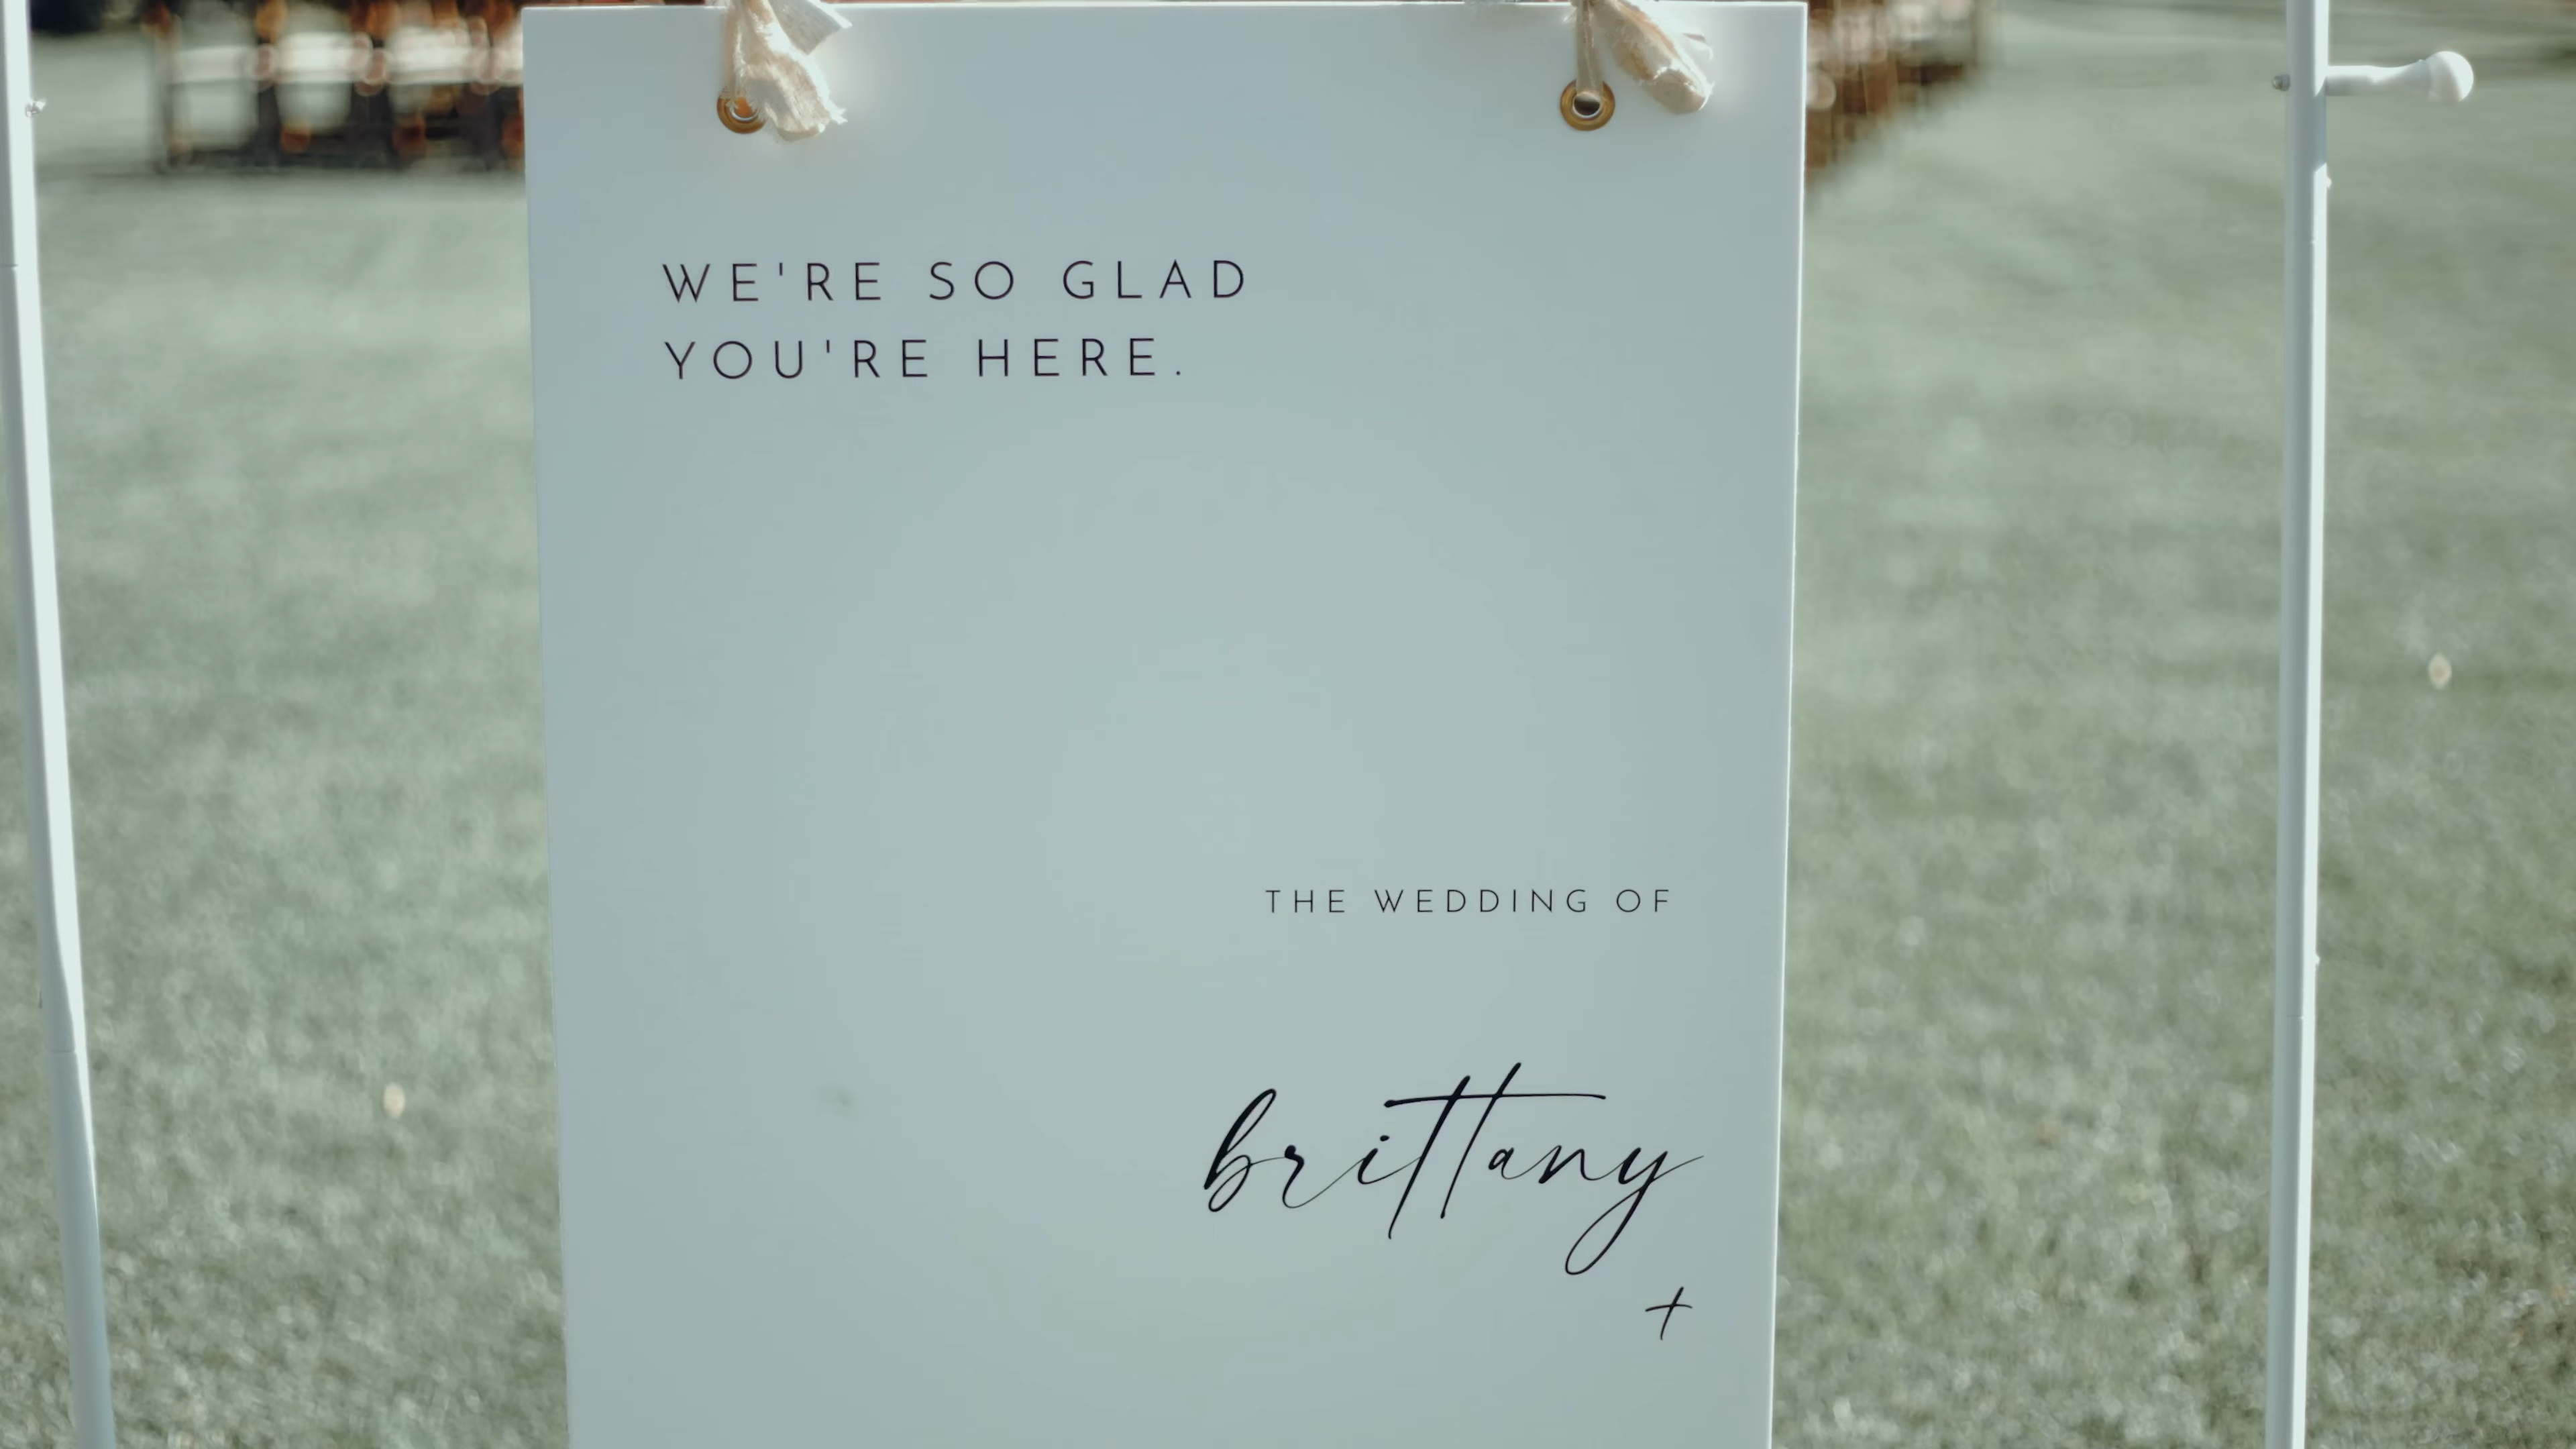 WE'RE SO GLAD
YOU'RE HERE.
THE WEDDING OF
brittany
+